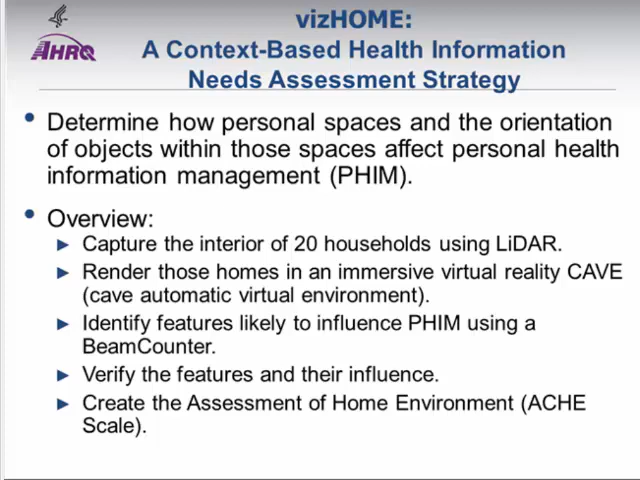 vizHOME:
A Context-Based Health Information
Needs Assessment Strategy
AHRQ
• Determine how personal spaces and the orientation
of objects within those spaces affect personal health
information management (PHIM).
• Overview:
► Capture the interior of 20 households using LiDAR.
► Render those homes in an immersive virtual reality CAVE
(cave automatic virtual environment).
► Identify features likely to influence PHIM using a
BeamCounter.
► Verify the features and their influence.
► Create the Assessment of Home Environment (ACHE
Scale).